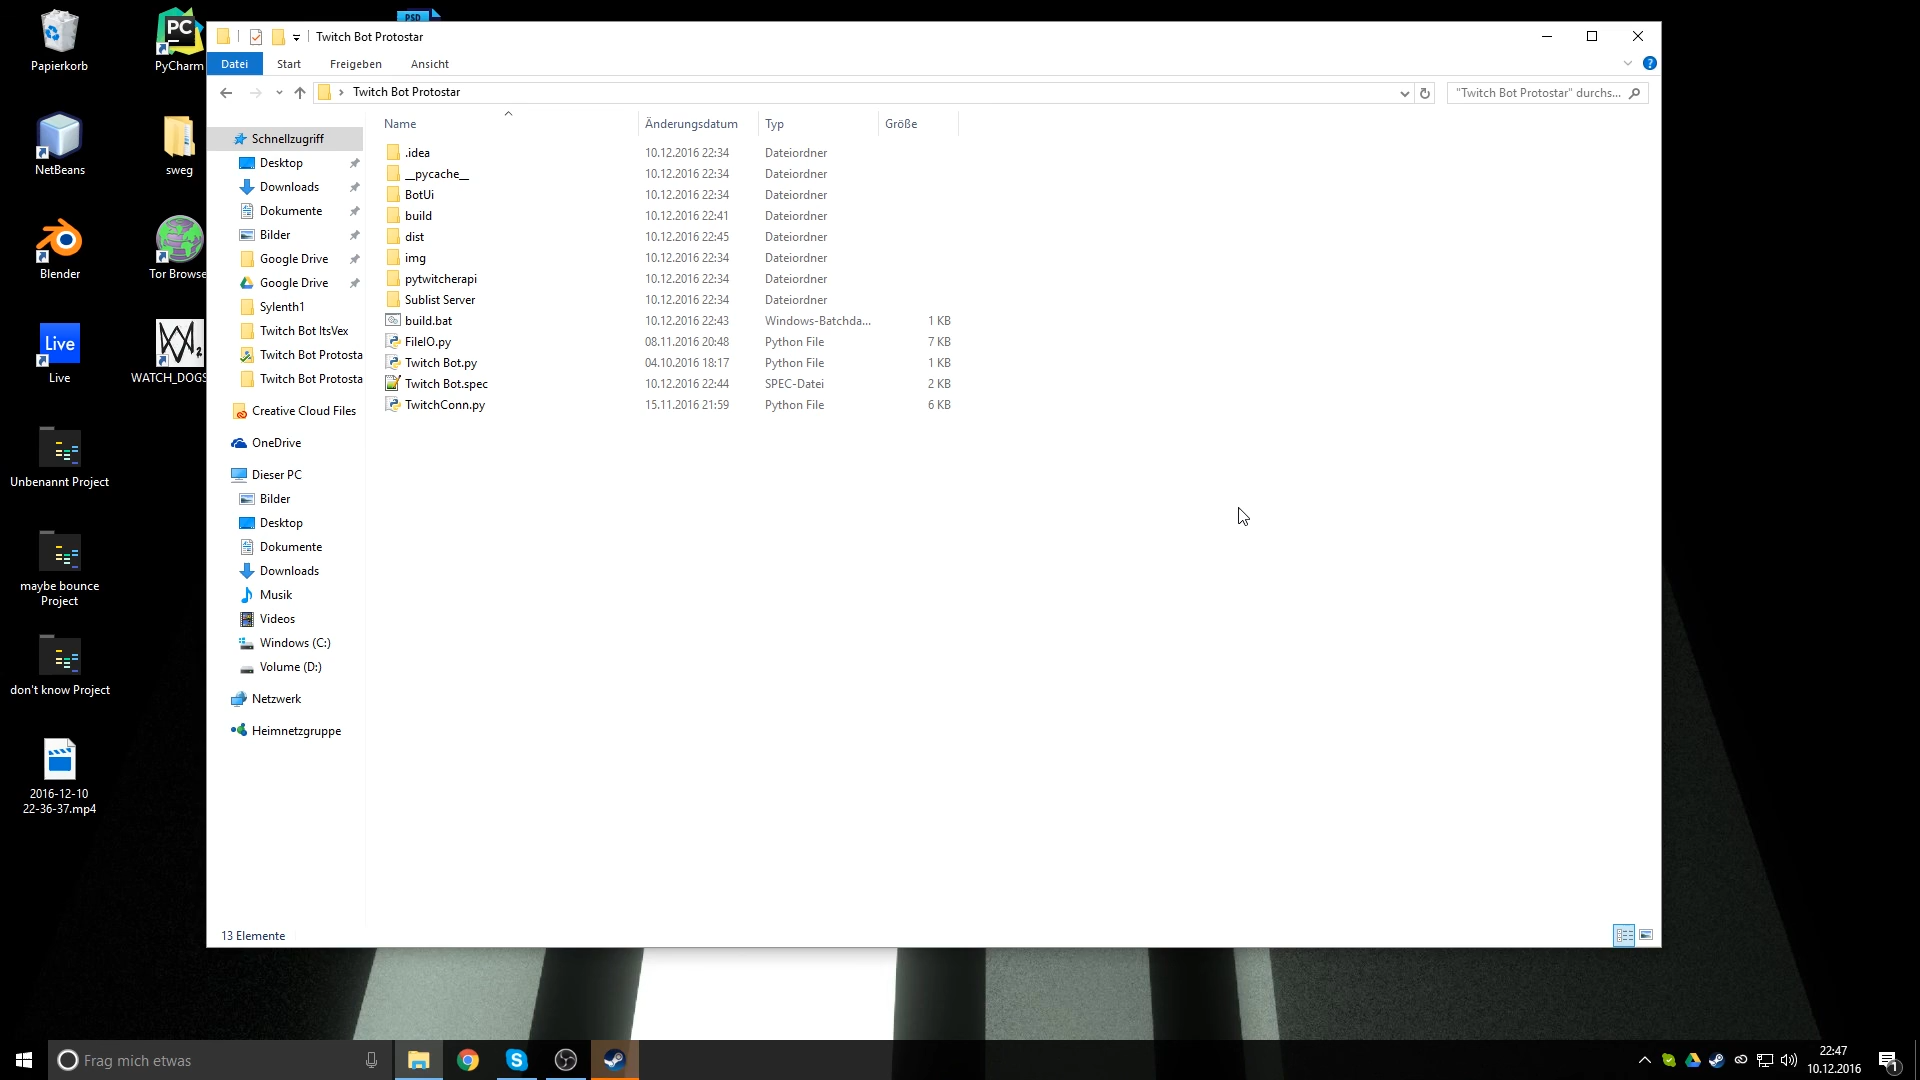 Papierkorb
PC
PyCharm
PSD
NetBeans
sweg
Blender
Tor Browse
Live
Live
WATCH_DOGS
Unbenannt Project
maybe bounce
Project
don't know Project
2016-12-10
22-36-37.mp4
Twitch Bot Protostar
Datei Start Freigeben Ansicht
Twitch Bot Protostar
"Twitch Bot Protostar" durchs...
Name Änderungsdatum Typ Größe
Schnellzugriff
Desktop
Downloads
Dokumente
Bilder
Google Drive
Google Drive
Sylenth1
Twitch Bot ItsVex
Twitch Bot Protosta
Twitch Bot Protosta
Creative Cloud Files
OneDrive
Dieser PC
Bilder
Desktop
Dokumente
Downloads
Musik
Videos
Windows (C:)
Volume (D:)
Netzwerk
Heimnetzgruppe
.idea 10.12.2016 22:34 Dateiordner
__pycache__ 10.12.2016 22:34 Dateiordner
BotUi 10.12.2016 22:34 Dateiordner
build 10.12.2016 22:41 Dateiordner
dist 10.12.2016 22:45 Dateiordner
img 10.12.2016 22:34 Dateiordner
pytwitcherapi 10.12.2016 22:34 Dateiordner
Sublist Server 10.12.2016 22:34 Dateiordner
build.bat 10.12.2016 22:43 Windows-Batchda... 1 KB
FileIO.py 08.11.2016 20:48 Python File 7 KB
Twitch Bot.py 04.10.2016 18:17 Python File 1 KB
Twitch Bot.spec 10.12.2016 22:44 SPEC-Datei 2 KB
TwitchConn.py 15.11.2016 21:59 Python File 6 KB
13 Elemente
Frag mich etwas
22:47
10.12.2016
1